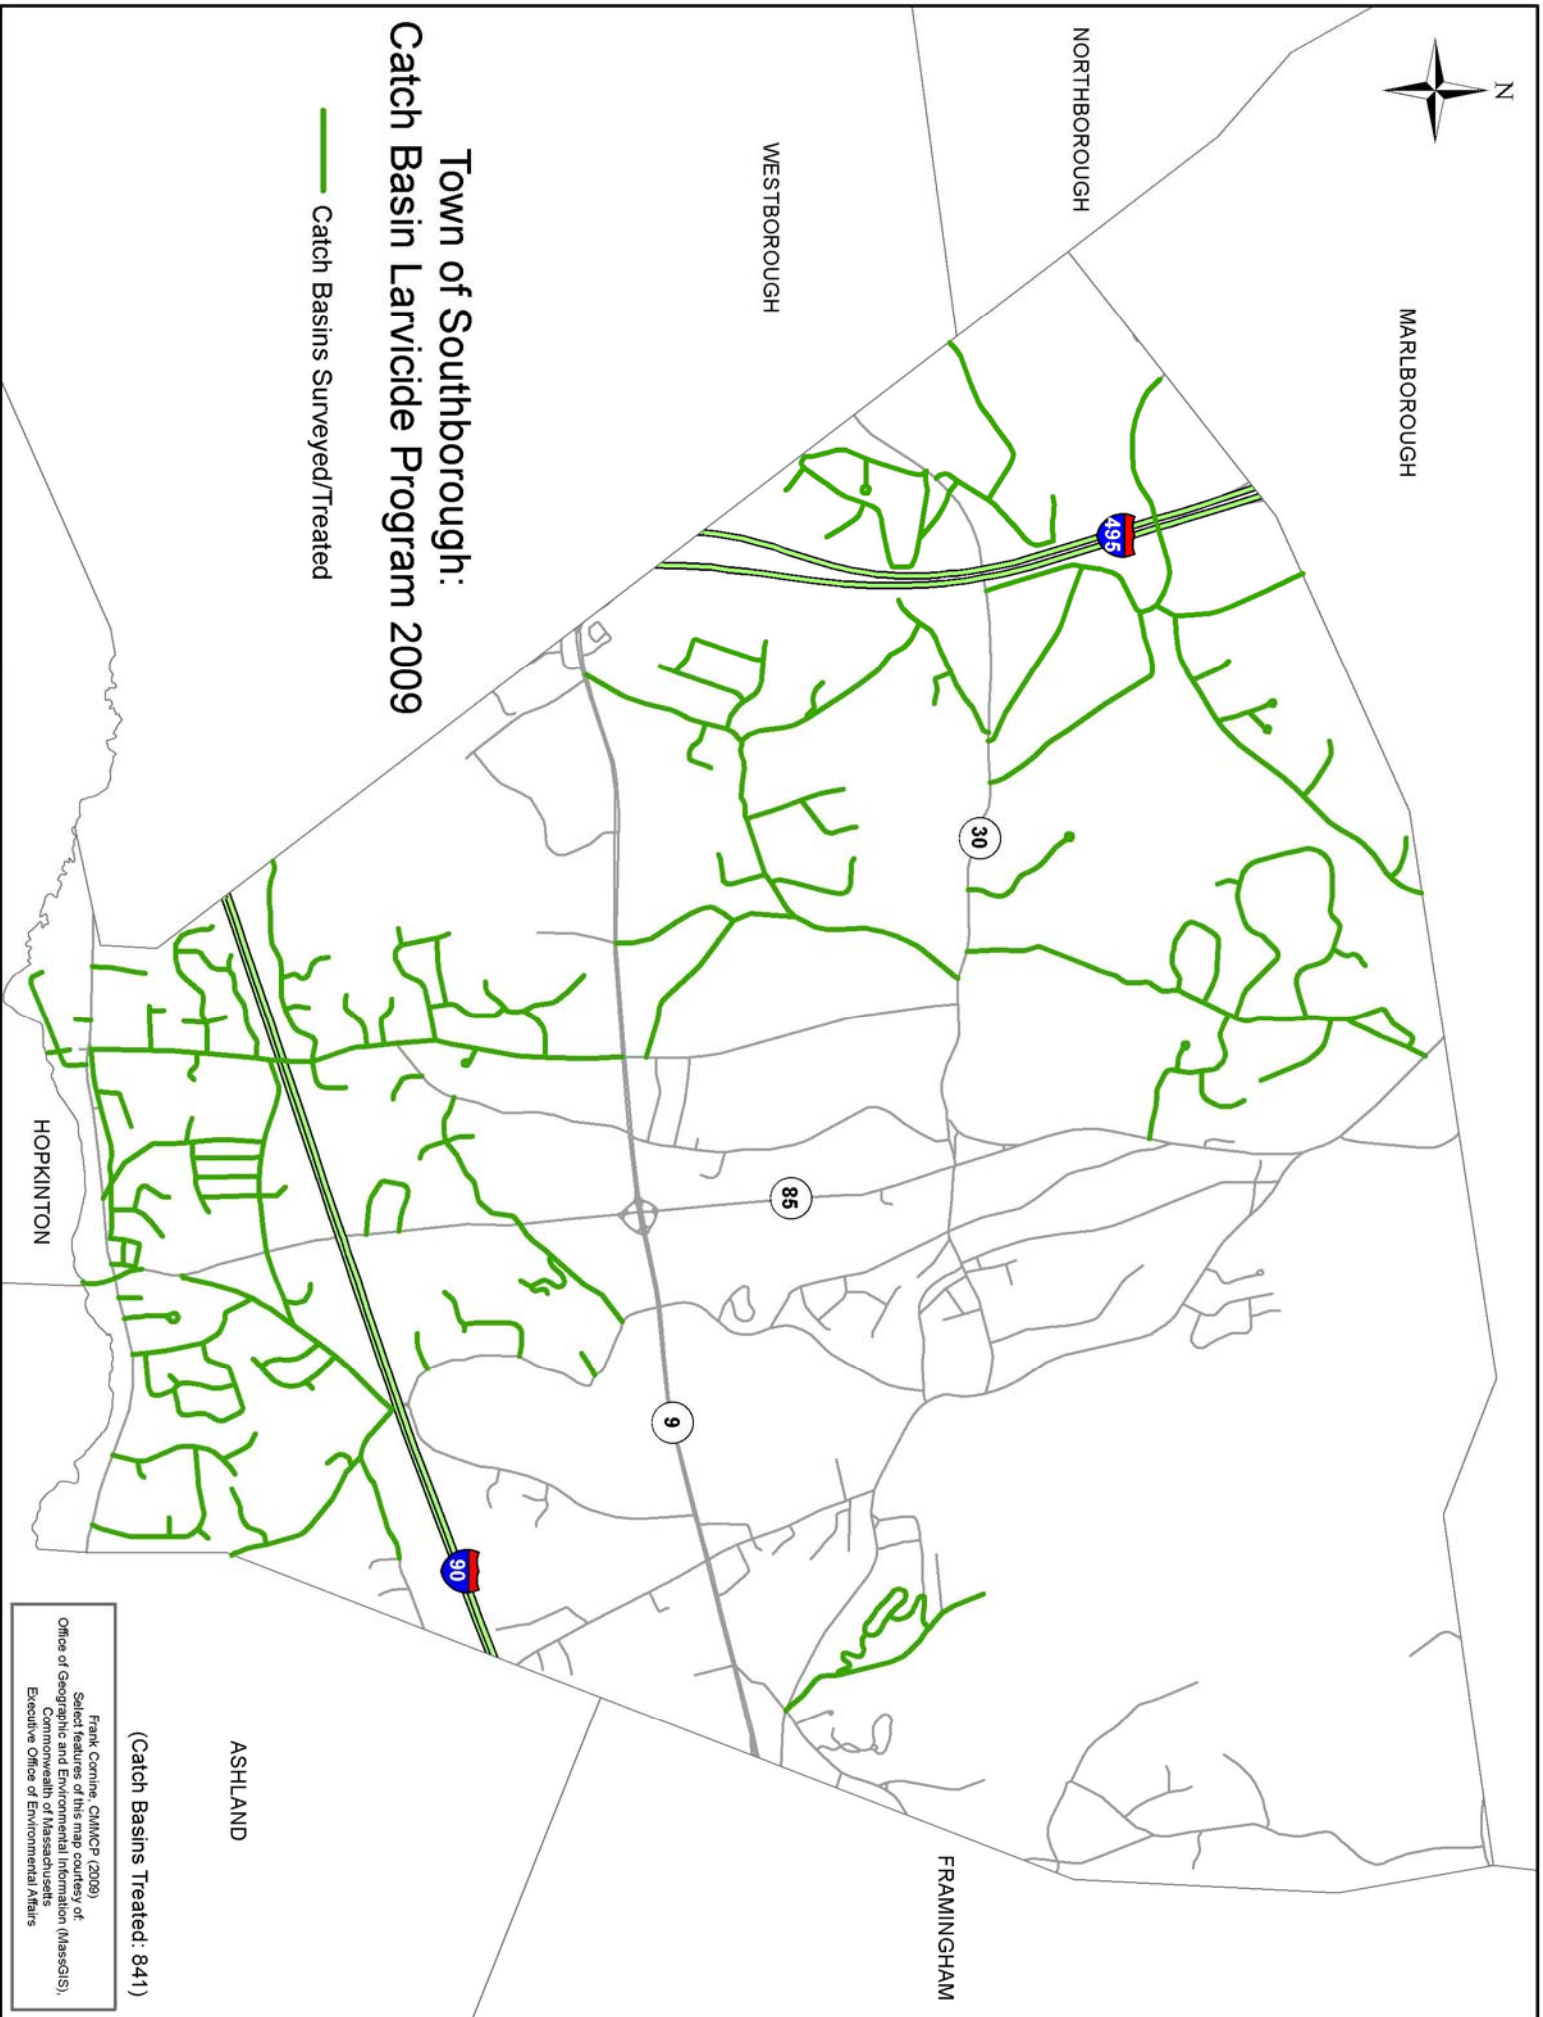 N
MARLBOROUGH
NORTHBOROUGH
WESTBOROUGH
495
30
85
9
90
FRAMINGHAM
ASHLAND
HOPKINTON
Town of Southborough:
Catch Basin Larvicide Program 2009
Catch Basins Surveyed/Treated
(Catch Basins Treated: 841)
Frank Cornine, CMMCP (2009)
Select features of this map courtesy of:
Office of Geographic and Environmental Information (MassGIS),
Commonwealth of Massachusetts
Executive Office of Environmental Affairs